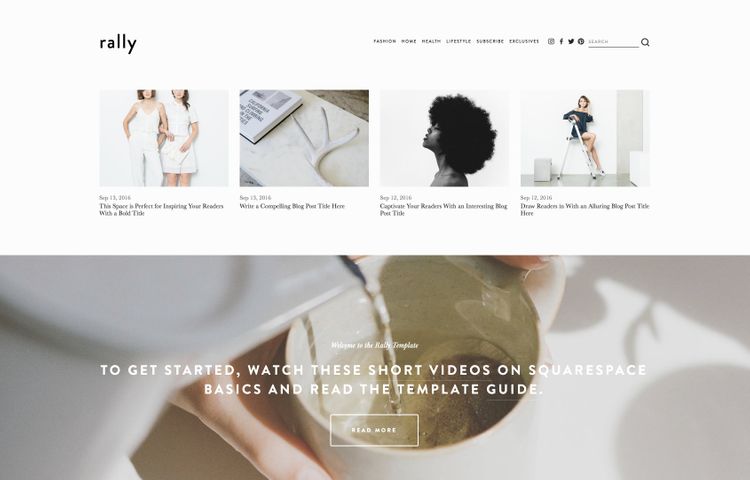 rally
FASHION HOME HEALTH LIFESTYLE SUBSCRIBE EXCLUSIVES
SEARCH
Sep 13, 2016
This Space is Perfect for Inspiring Your Readers
With a Bold Title
Sep 13, 2016
Write a Compelling Blog Post Title Here
Sep 12, 2016
Captivate Your Readers With an Interesting Blog
Post Title
Sep 12, 2016
Draw Readers in With an Alluring Blog Post Title
Here
Welcome to the Rally Template
TO GET STARTED, WATCH THESE SHORT VIDEOS ON SQUARESPACE
BASICS AND READ THE TEMPLATE GUIDE.
READ MORE